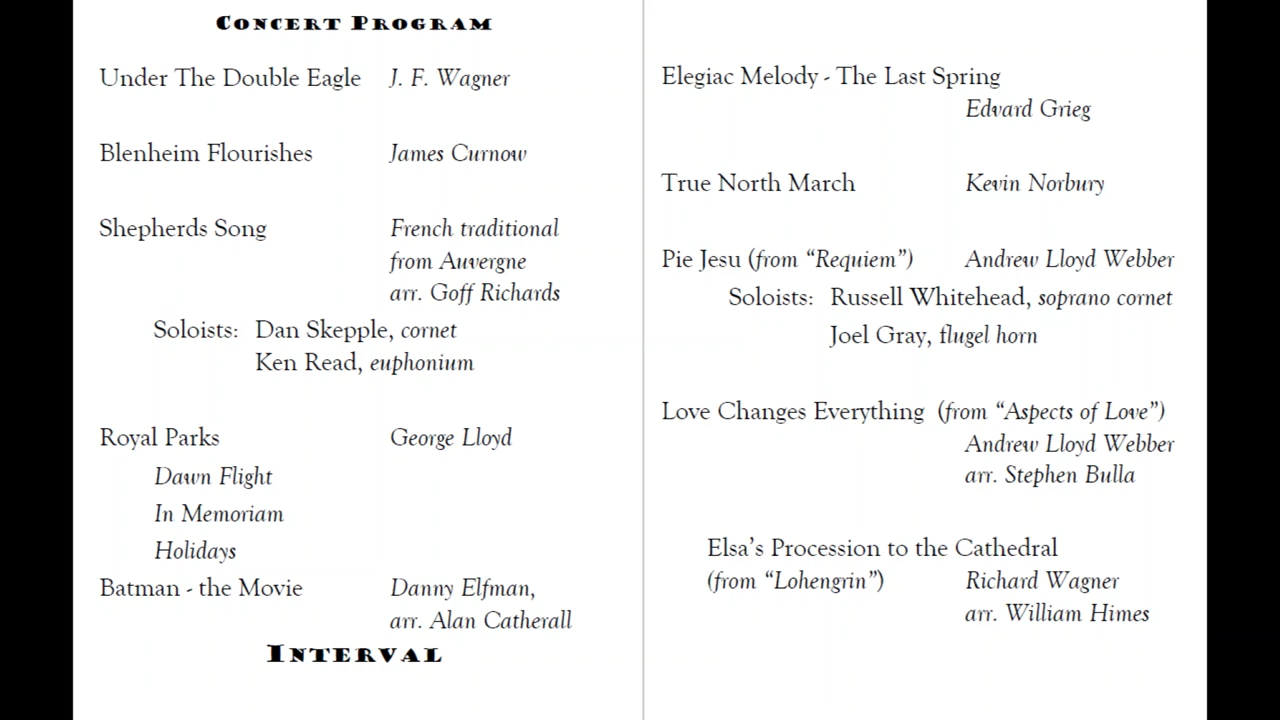 Concert Program
Under The Double Eagle J. F. Wagner
Blenheim Flourishes James Curnow
Shepherds Song French traditional
from Auvergne
arr. Goff Richards
Soloists: Dan Skepple, cornet
Ken Read, euphonium
Royal Parks George Lloyd
Dawn Flight
In Memoriam
Holidays
Batman - the Movie Danny Elfman,
arr. Alan Catherall
Interval
Elegiac Melody - The Last Spring
Edvard Grieg
True North March Kevin Norbury
Pie Jesu (from “Requiem”) Andrew Lloyd Webber
Soloists: Russell Whitehead, soprano cornet
Joel Gray, flugel horn
Love Changes Everything (from “Aspects of Love”)
Andrew Lloyd Webber
arr. Stephen Bulla
Elsa’s Procession to the Cathedral
(from “Lohengrin”) Richard Wagner
arr. William Himes